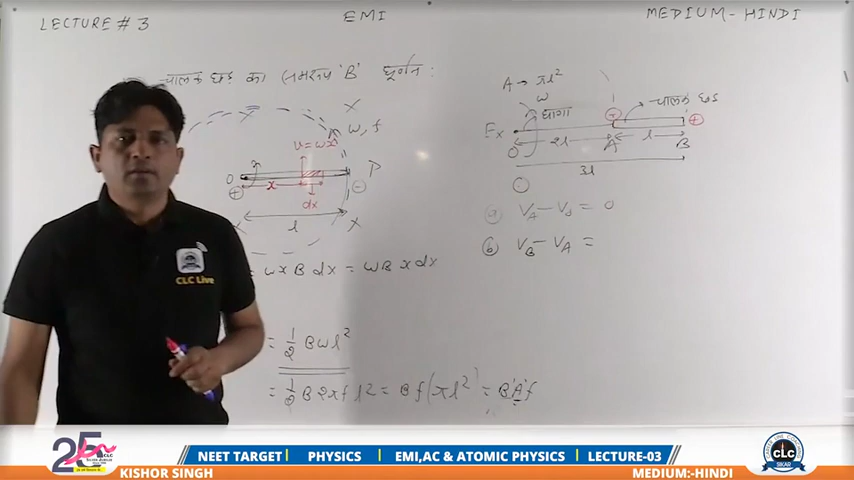 LECTURE # 3
EMI
MEDIUM - HINDI
चालक छड़ का समरूप 'B' घूर्णन :
ω, f
v = ωx
O
P
⊕
⊖
x
dx
l
= ωxB dx = ωB x dx
= 1/2 Bωl²
= 1/2 B2πf l² = Bf(πl²) = B'A'f
A → πl²
ω
धागा
चालक छड़
Ex
O
2l
A
l
B
3l
ⓐ V_A - V_O = 0
ⓑ V_B - V_A =
CLC Live
25
CLC
NEET TARGET
PHYSICS
EMI,AC & ATOMIC PHYSICS
LECTURE-03
KISHOR SINGH
MEDIUM:-HINDI
CLC
SIKAR